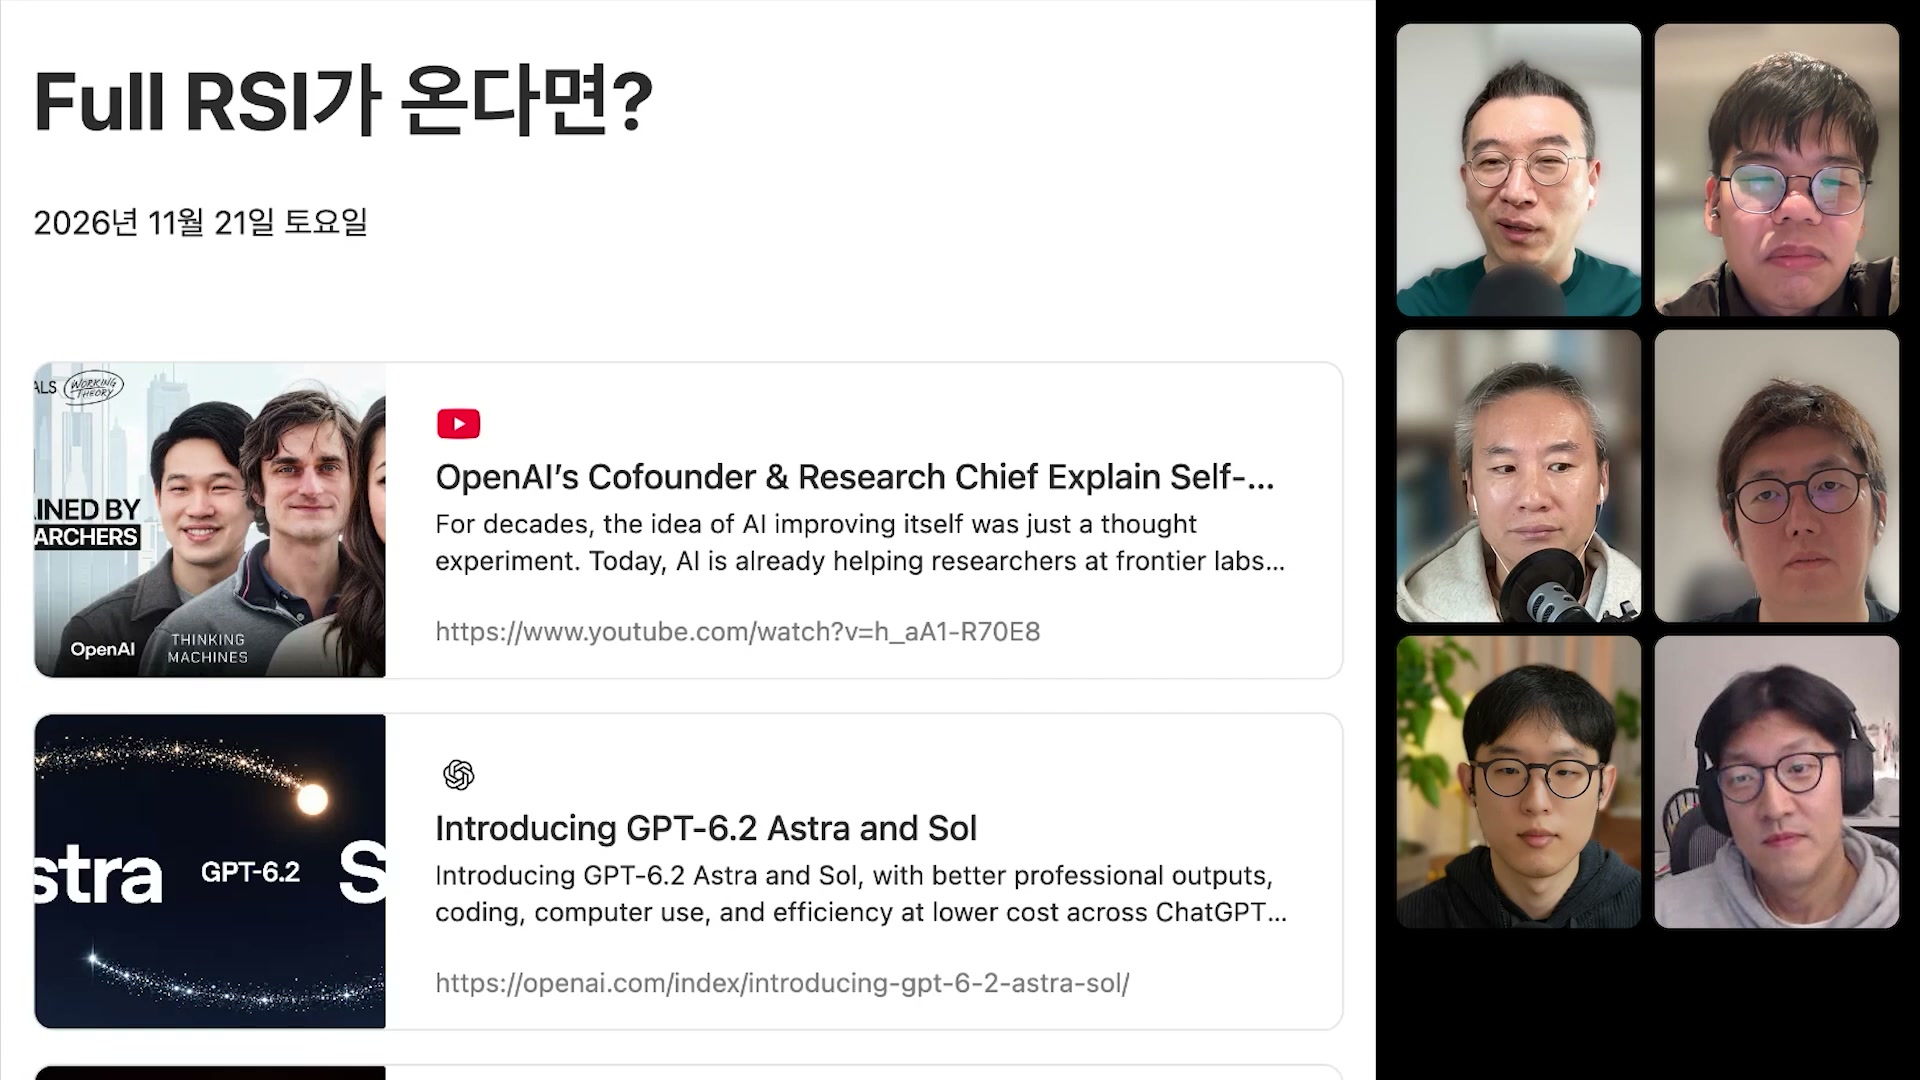 Full RSI가 온다면?
2026년 11월 21일 토요일
ALS WORKING THEORY
INED BY
ARCHERS
OpenAI
THINKING MACHINES
OpenAI’s Cofounder & Research Chief Explain Self-...
For decades, the idea of AI improving itself was just a thought
experiment. Today, AI is already helping researchers at frontier labs...
https://www.youtube.com/watch?v=h_aA1-R70E8
stra GPT-6.2 S
Introducing GPT-6.2 Astra and Sol
Introducing GPT-6.2 Astra and Sol, with better professional outputs,
coding, computer use, and efficiency at lower cost across ChatGPT...
https://openai.com/index/introducing-gpt-6-2-astra-sol/